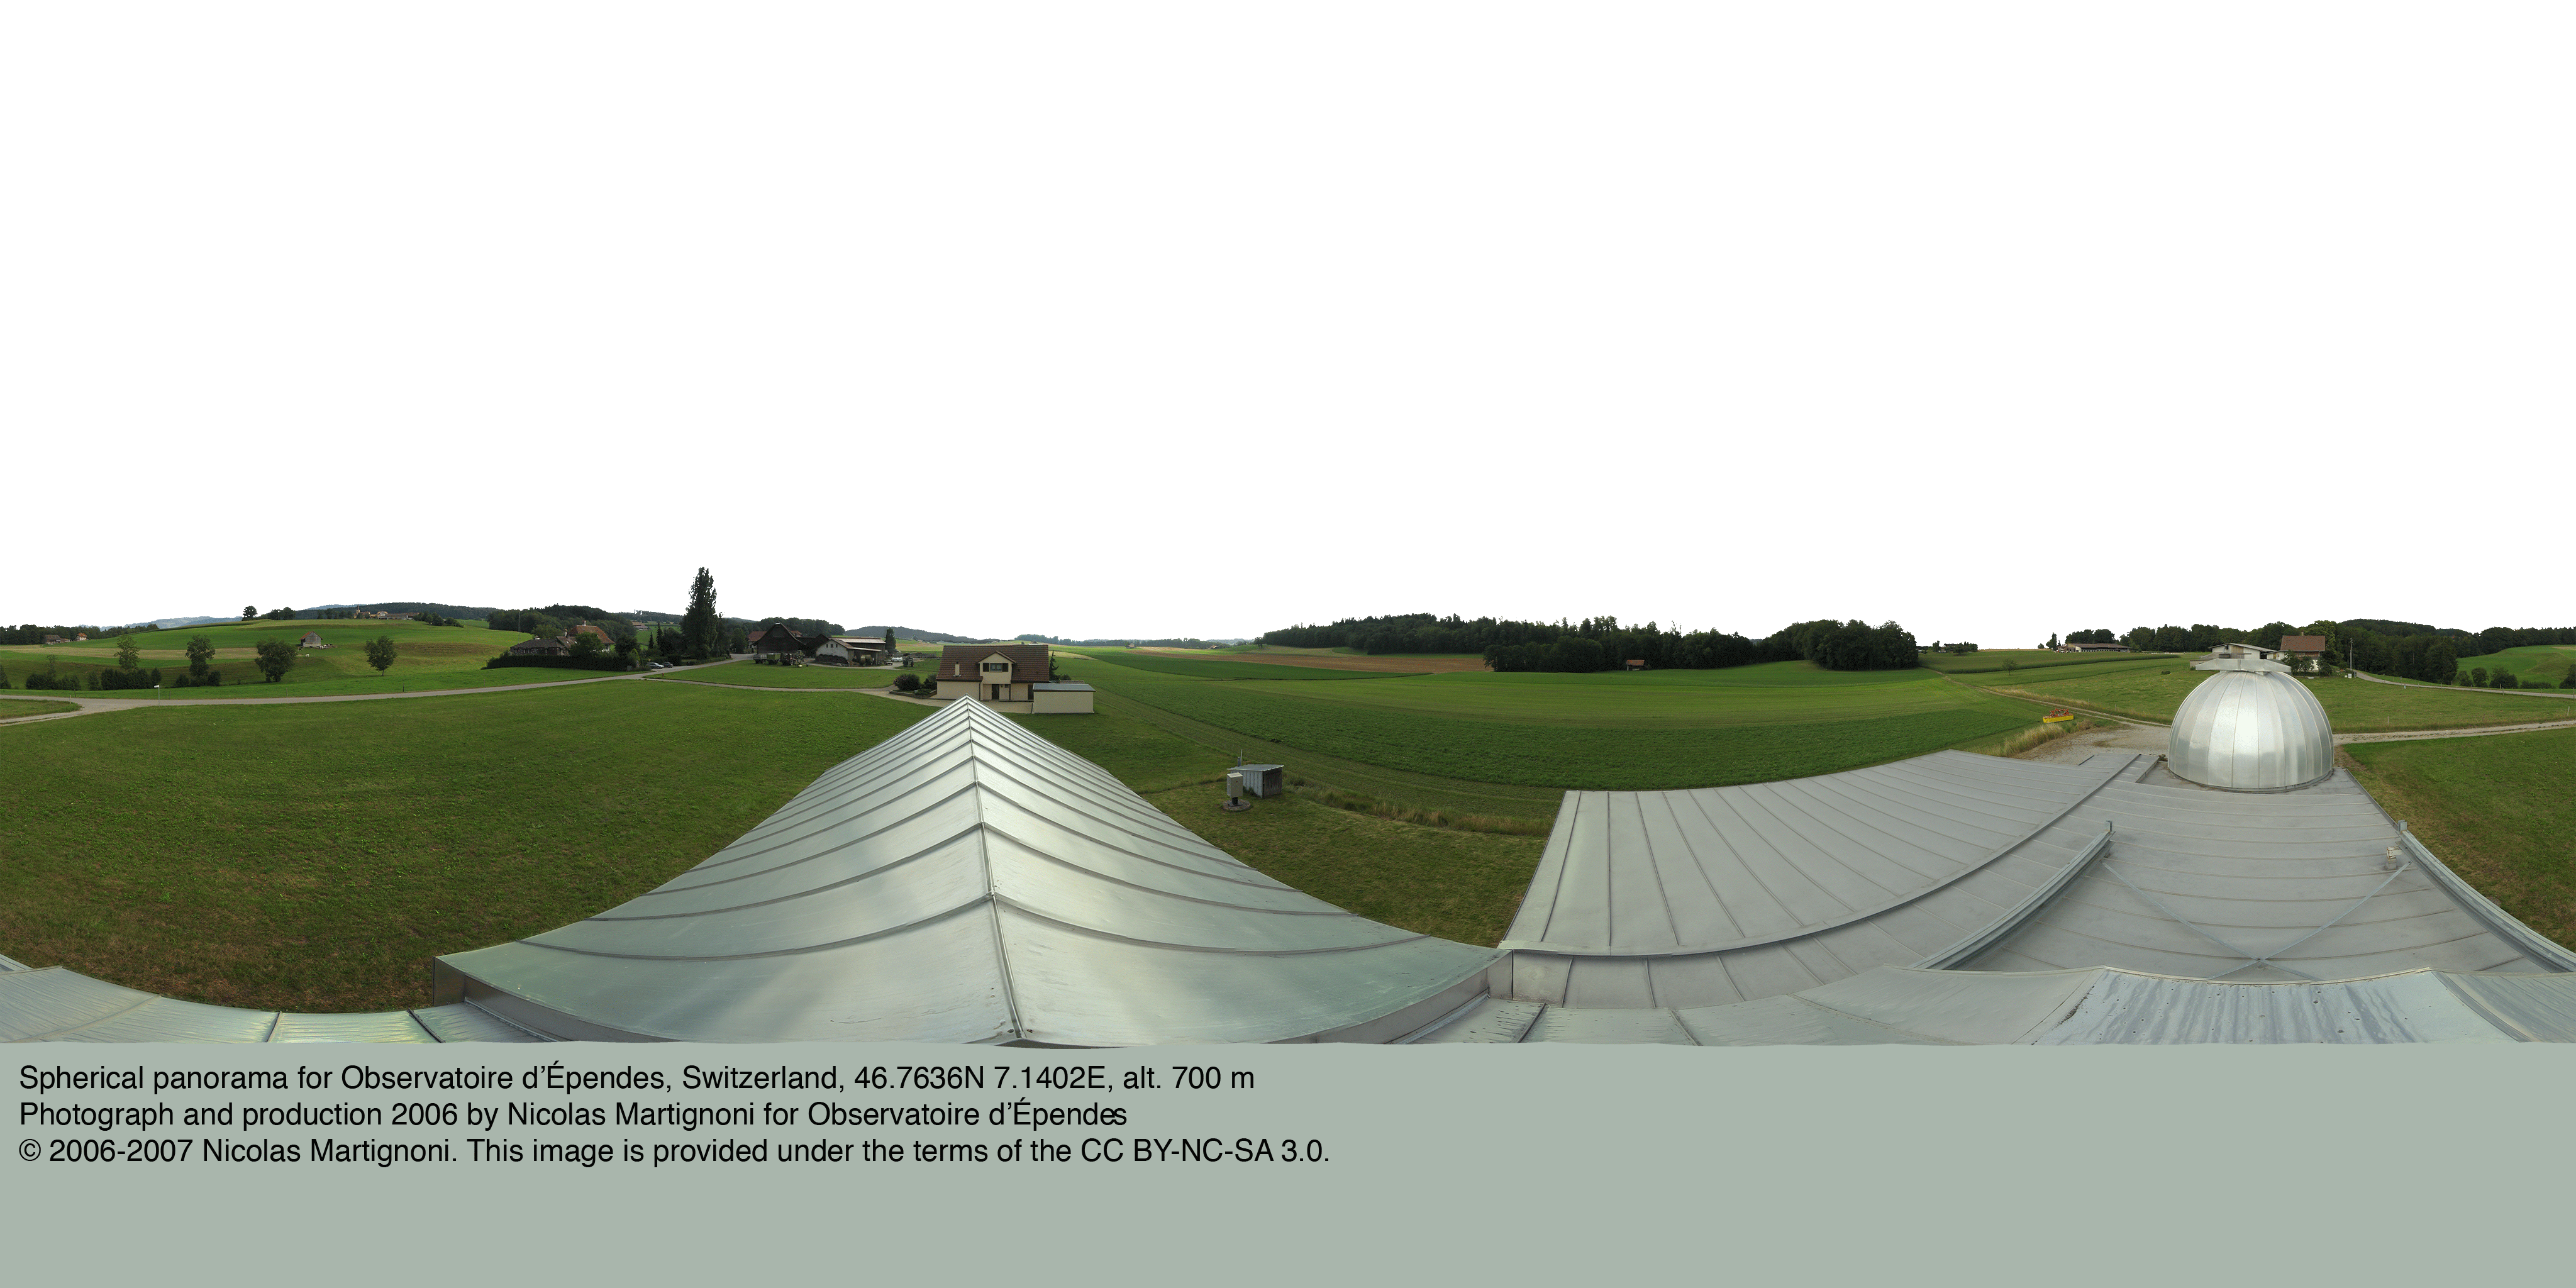 Spherical panorama for Observatoire d’Épendes, Switzerland, 46.7636N 7.1402E, alt. 700 m
Photograph and production 2006 by Nicolas Martignoni for Observatoire d’Épendes
© 2006-2007 Nicolas Martignoni. This image is provided under the terms of the CC BY-NC-SA 3.0.